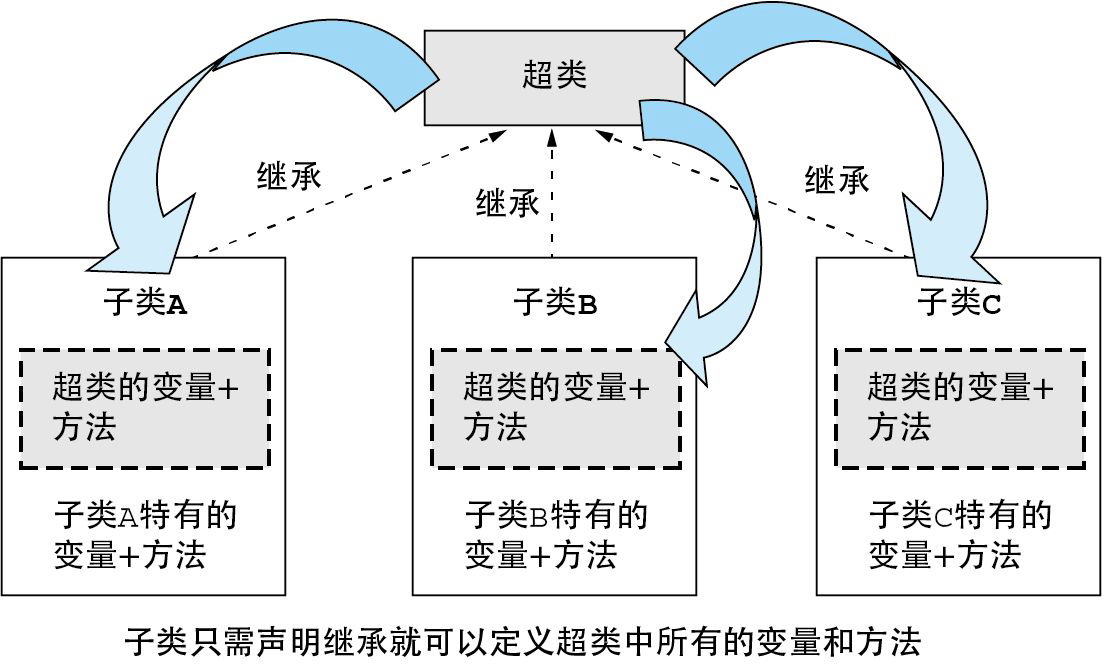 超类
继承
继承
继承
子类A
超类的变量+
方法
子类A特有的
变量+方法
子类B
超类的变量+
方法
子类B特有的
变量+方法
子类C
超类的变量+
方法
子类C特有的
变量+方法
子类只需声明继承就可以定义超类中所有的变量和方法